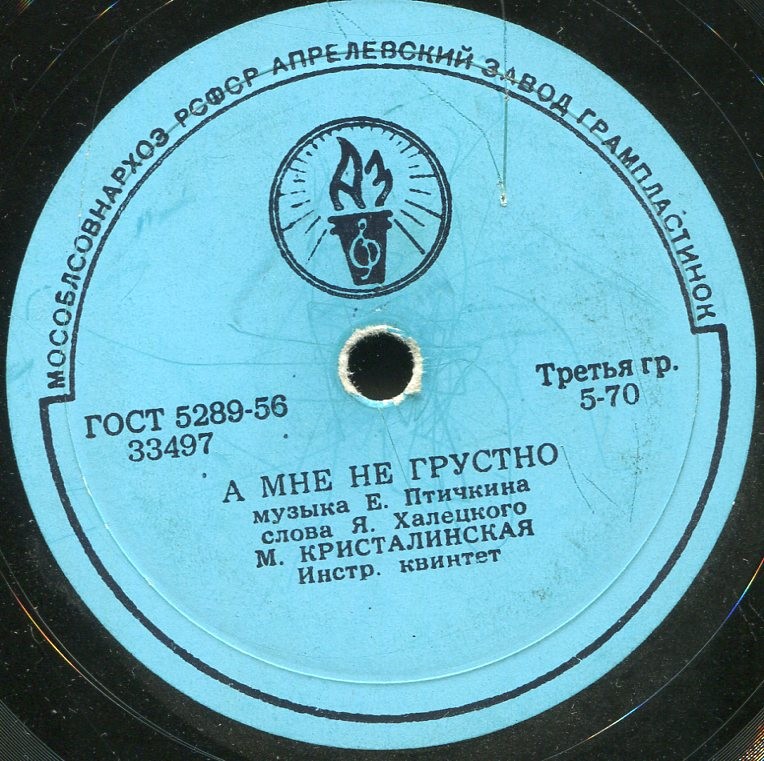 МОСОБЛСОВНАРХОЗ РСФСР АПРЕЛЕВСКИЙ ЗАВОД ГРАМПЛАСТИНОК
АЗ
ГОСТ 5289-56
33497
Третья гр.
5-70
А МНЕ НЕ ГРУСТНО
музыка Е. Птичкина
слова Я. Халецкого
М. КРИСТАЛИНСКАЯ
Инстр. квинтет